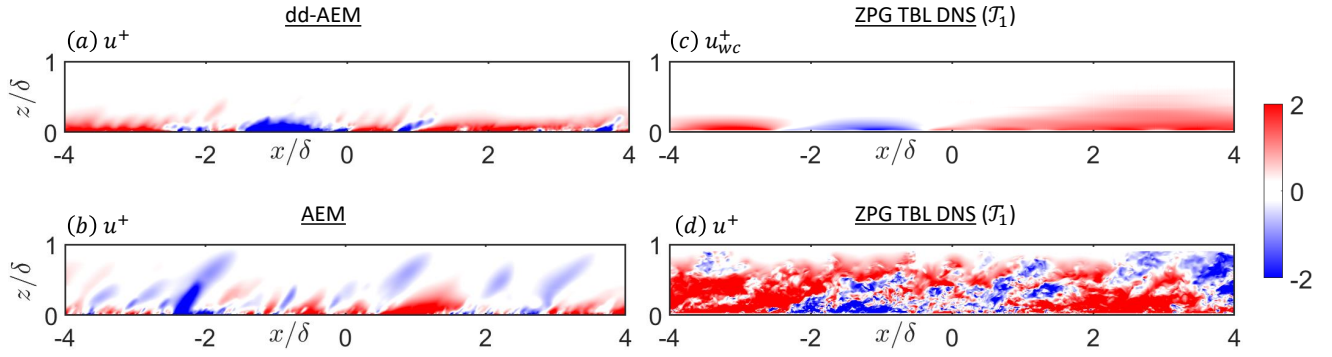 dd-AEM
ZPG TBL DNS (𝒯₁)
(a) u⁺
(c) u⁺_wc
z/δ
1
0
-4 -2 x/δ 0 2 4
1
0
-4 -2 x/δ 0 2 4
2
0
-2
AEM
ZPG TBL DNS (𝒯₁)
(b) u⁺
(d) u⁺
z/δ
1
0
-4 -2 x/δ 0 2 4
1
0
-4 -2 x/δ 0 2 4